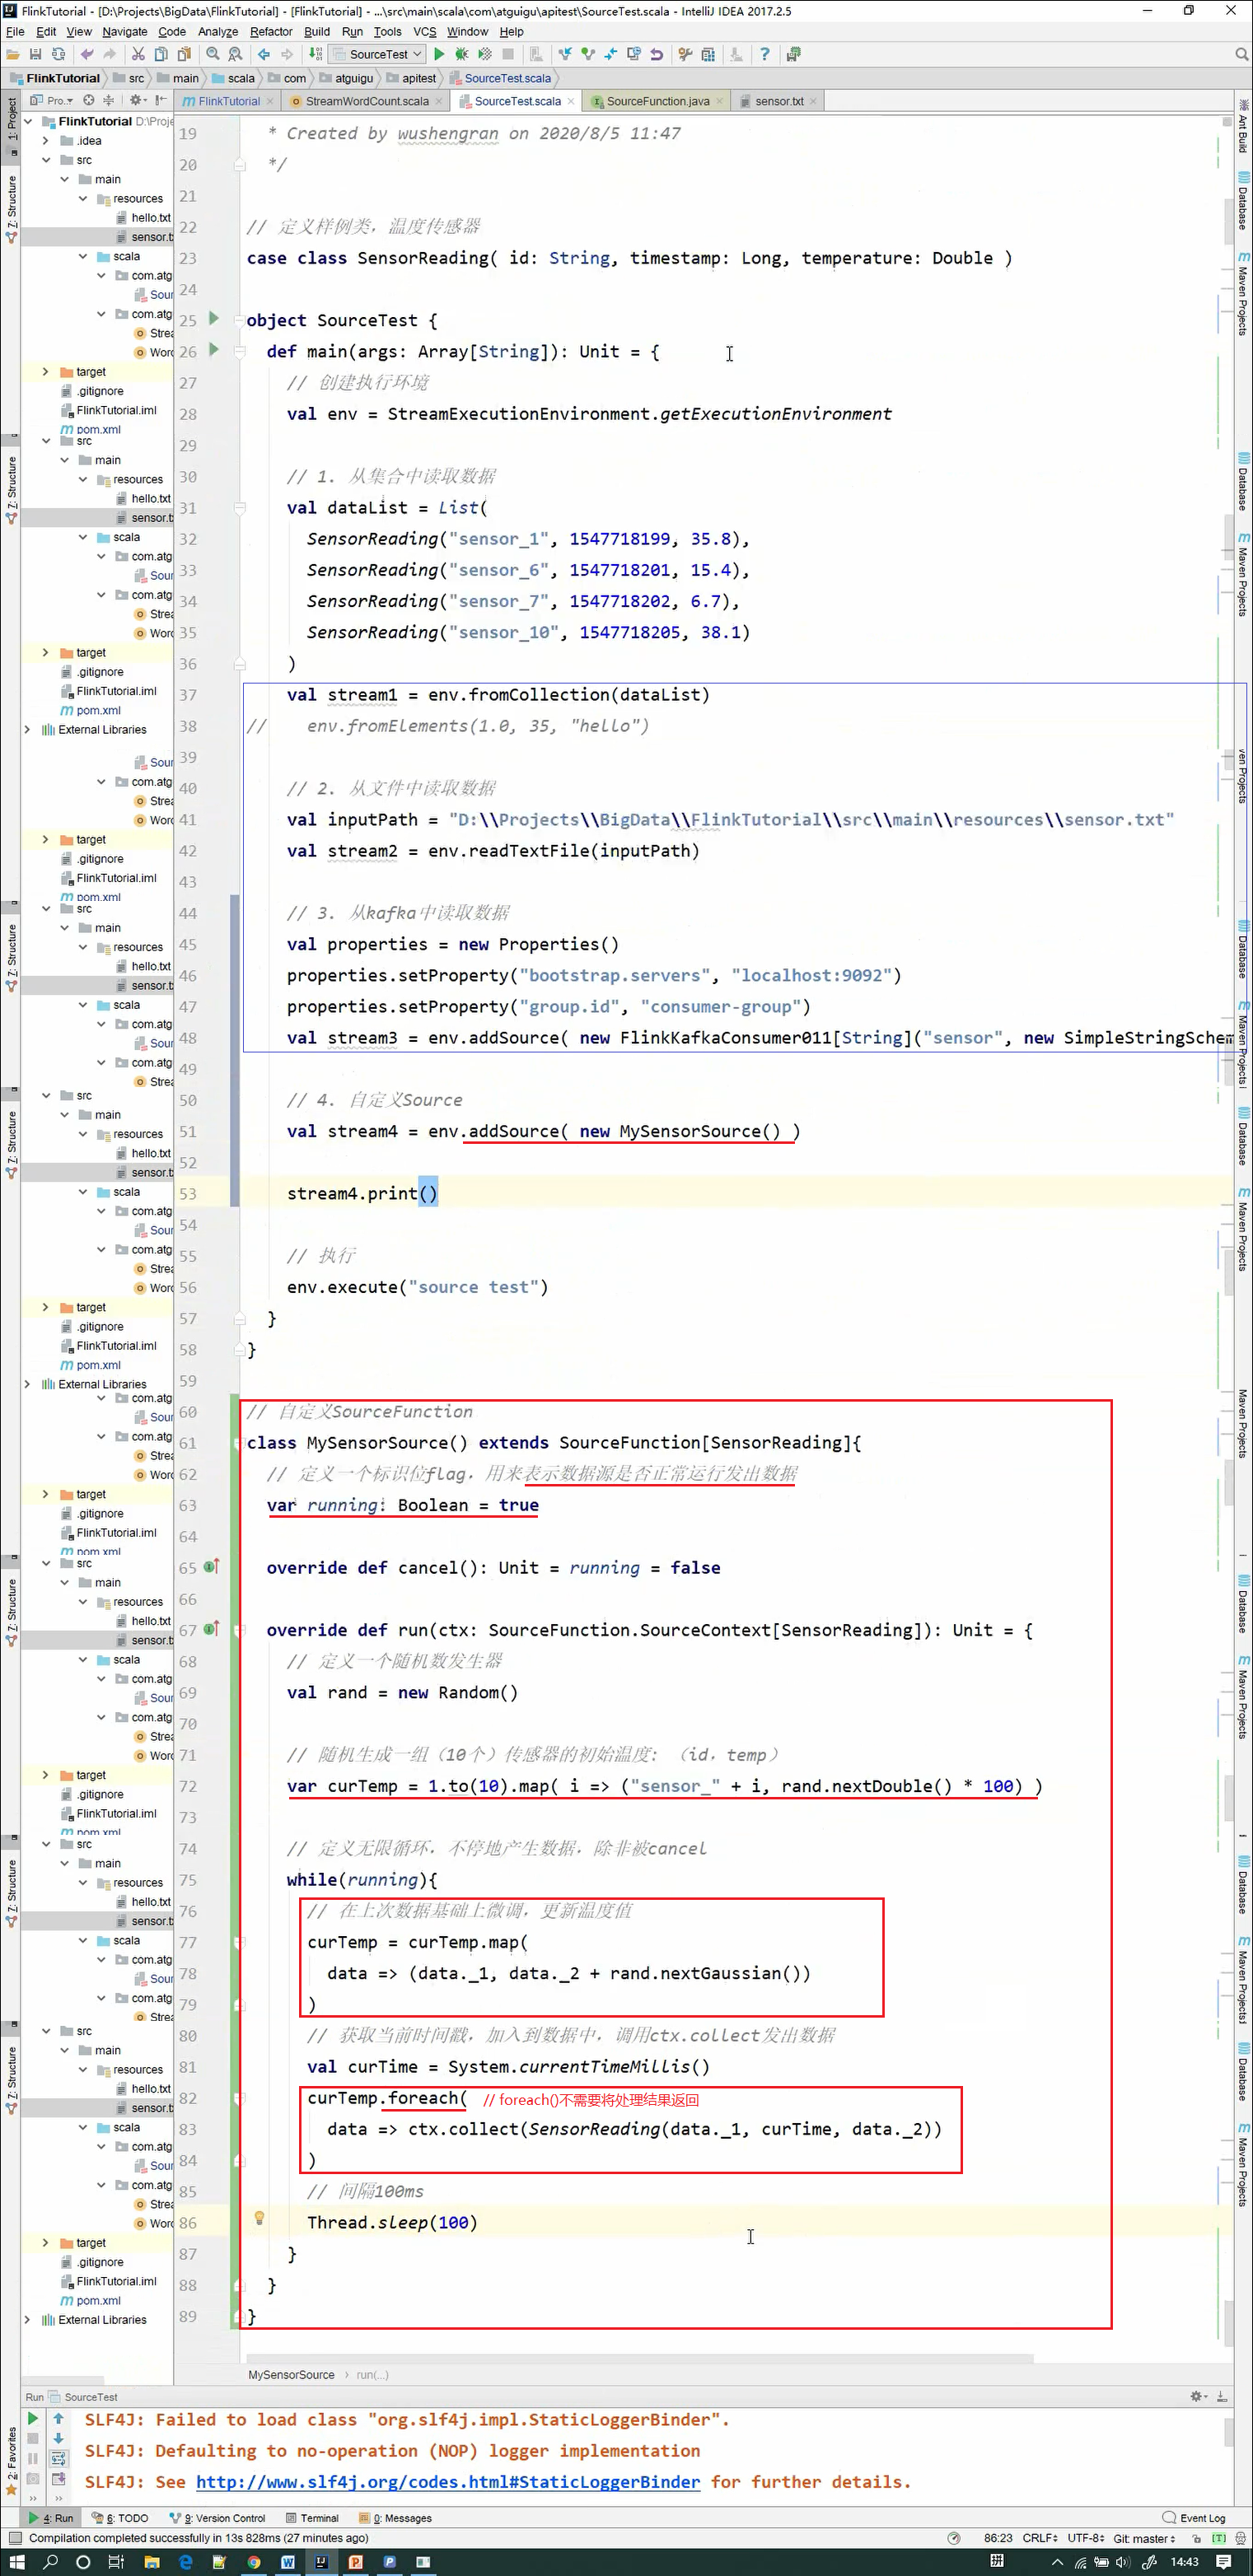 FlinkTutorial - [D:\Projects\BigData\FlinkTutorial] - [FlinkTutorial] - ...\src\main\scala\com\atguigu\apitest\SourceTest.scala - IntelliJ IDEA 2017.2.5
File Edit View Navigate Code Analyze Refactor Build Run Tools VCS Window Help
SourceTest
FlinkTutorial src main scala com atguigu apitest SourceTest.scala
Pro.. FlinkTutorial StreamWordCount.scala SourceTest.scala SourceFunction.java sensor.txt
FlinkTutorial D:\Proje
.idea
src
main
resources
hello.txt
sensor.tx
scala
com.atg
Sour
com.atg
Strea
Word
target
.gitignore
FlinkTutorial.iml
pom.xml
External Libraries
1: Project
Z: Structure
2: Favorites
Ant Build
Database
Maven Projects
19 * Created by wushengran on 2020/8/5 11:47
20 */
21
22 // 定义样例类，温度传感器
23 case class SensorReading( id: String, timestamp: Long, temperature: Double )
24
25 object SourceTest {
26 def main(args: Array[String]): Unit = {
27 // 创建执行环境
28 val env = StreamExecutionEnvironment.getExecutionEnvironment
29
30 // 1. 从集合中读取数据
31 val dataList = List(
32 SensorReading("sensor_1", 1547718199, 35.8),
33 SensorReading("sensor_6", 1547718201, 15.4),
34 SensorReading("sensor_7", 1547718202, 6.7),
35 SensorReading("sensor_10", 1547718205, 38.1)
36 )
37 val stream1 = env.fromCollection(dataList)
38 // env.fromElements(1.0, 35, "hello")
39
40 // 2. 从文件中读取数据
41 val inputPath = "D:\\Projects\\BigData\\FlinkTutorial\\src\\main\\resources\\sensor.txt"
42 val stream2 = env.readTextFile(inputPath)
43
44 // 3. 从kafka中读取数据
45 val properties = new Properties()
46 properties.setProperty("bootstrap.servers", "localhost:9092")
47 properties.setProperty("group.id", "consumer-group")
48 val stream3 = env.addSource( new FlinkKafkaConsumer011[String]("sensor", new SimpleStringSchem
49
50 // 4. 自定义Source
51 val stream4 = env.addSource( new MySensorSource() )
52
53 stream4.print()
54
55 // 执行
56 env.execute("source test")
57 }
58 }
59
60 // 自定义SourceFunction
61 class MySensorSource() extends SourceFunction[SensorReading]{
62 // 定义一个标识位flag，用来表示数据源是否正常运行发出数据
63 var running: Boolean = true
64
65 override def cancel(): Unit = running = false
66
67 override def run(ctx: SourceFunction.SourceContext[SensorReading]): Unit = {
68 // 定义一个随机数发生器
69 val rand = new Random()
70
71 // 随机生成一组（10个）传感器的初始温度: （id，temp）
72 var curTemp = 1.to(10).map( i => ("sensor_" + i, rand.nextDouble() * 100) )
73
74 // 定义无限循环，不停地产生数据，除非被cancel
75 while(running){
76 // 在上次数据基础上微调，更新温度值
77 curTemp = curTemp.map(
78 data => (data._1, data._2 + rand.nextGaussian())
79 )
80 // 获取当前时间戳，加入到数据中，调用ctx.collect发出数据
81 val curTime = System.currentTimeMillis()
82 curTemp.foreach( // foreach()不需要将处理结果返回
83 data => ctx.collect(SensorReading(data._1, curTime, data._2))
84 )
85 // 间隔100ms
86 Thread.sleep(100)
87 }
88 }
89 }
MySensorSource run(...)
Run SourceTest
SLF4J: Failed to load class "org.slf4j.impl.StaticLoggerBinder".
SLF4J: Defaulting to no-operation (NOP) logger implementation
SLF4J: See http://www.slf4j.org/codes.html#StaticLoggerBinder for further details.
4: Run 6: TODO 9: Version Control Terminal 0: Messages Event Log
Compilation completed successfully in 13s 828ms (27 minutes ago) 86:23 CRLF UTF-8 Git: master
14:43